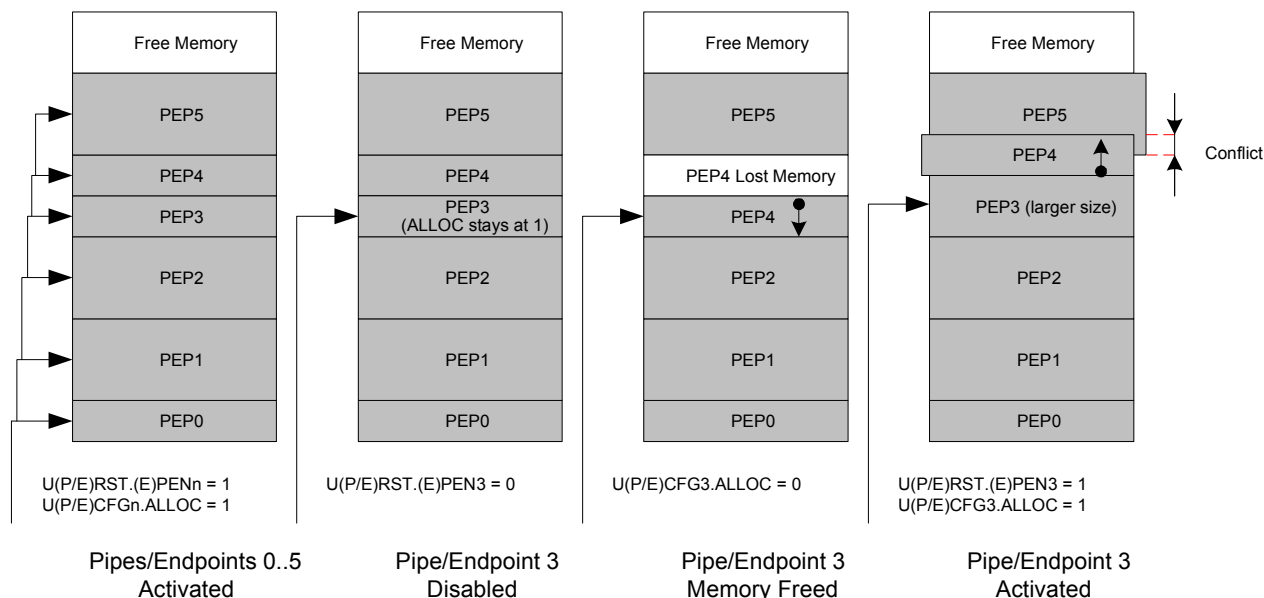 Free Memory
PEP5
PEP4
PEP3
PEP2
PEP1
PEP0
U(P/E)RST.(E)PENn = 1
U(P/E)CFGn.ALLOC = 1
Pipes/Endpoints 0..5
Activated
Free Memory
PEP5
PEP4
PEP3
(ALLOC stays at 1)
PEP2
PEP1
PEP0
U(P/E)RST.(E)PEN3 = 0
Pipe/Endpoint 3
Disabled
Free Memory
PEP5
PEP4 Lost Memory
PEP4
PEP2
PEP1
PEP0
U(P/E)CFG3.ALLOC = 0
Pipe/Endpoint 3
Memory Freed
Free Memory
PEP5
PEP4
Conflict
PEP3 (larger size)
PEP2
PEP1
PEP0
U(P/E)RST.(E)PEN3 = 1
U(P/E)CFG3.ALLOC = 1
Pipe/Endpoint 3
Activated